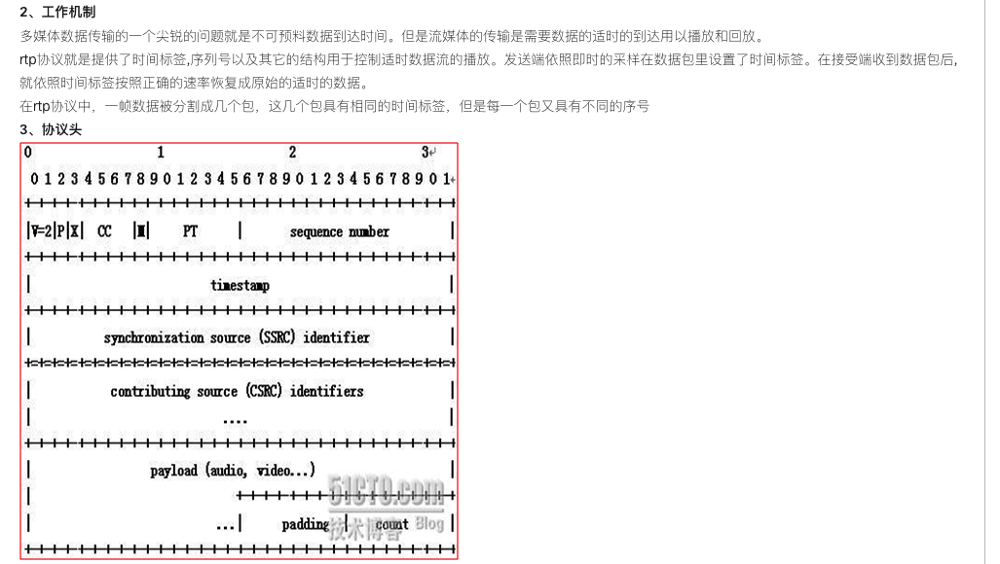 2、工作机制
多媒体数据传输的一个尖锐的问题就是不可预料数据到达时间。但是流媒体的传输是需要数据的适时的到达用以播放和回放。
rtp协议就是提供了时间标签,序列号以及其它的结构用于控制适时数据流的播放。发送端依照即时的采样在数据包里设置了时间标签。在接受端收到数据包后,
就依照时间标签按照正确的速率恢复成原始的适时的数据。
在rtp协议中，一帧数据被分割成几个包，这几个包具有相同的时间标签，但是每一个包又具有不同的序号
3、协议头
0 1 2 3
0 1 2 3 4 5 6 7 8 9 0 1 2 3 4 5 6 7 8 9 0 1 2 3 4 5 6 7 8 9 0 1
|V=2|P|X| CC |M| PT | sequence number |
| timestamp |
| synchronization source (SSRC) identifier |
| contributing source (CSRC) identifiers |
| .... |
| payload (audio, video...) |
51CTO.com
| ...| padding | count |
技术博客 Blog